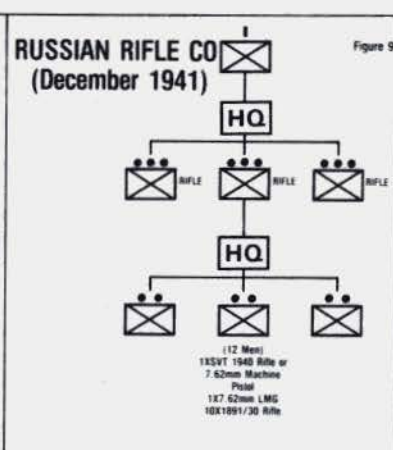 RUSSIAN RIFLE CO
(December 1941)
Figure 9
HQ
RIFLE
RIFLE
RIFLE
HQ
(12 Men)
1XSVT 1940 Rifle or
7.62mm Machine
Pistol
1X7.62mm LMG
10X1891/30 Rifle